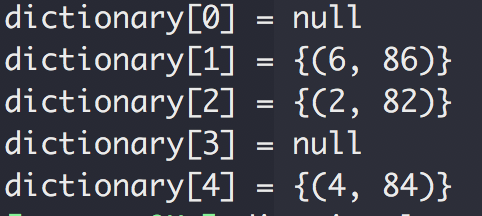 dictionary[0] = null
dictionary[1] = {(6, 86)}
dictionary[2] = {(2, 82)}
dictionary[3] = null
dictionary[4] = {(4, 84)}